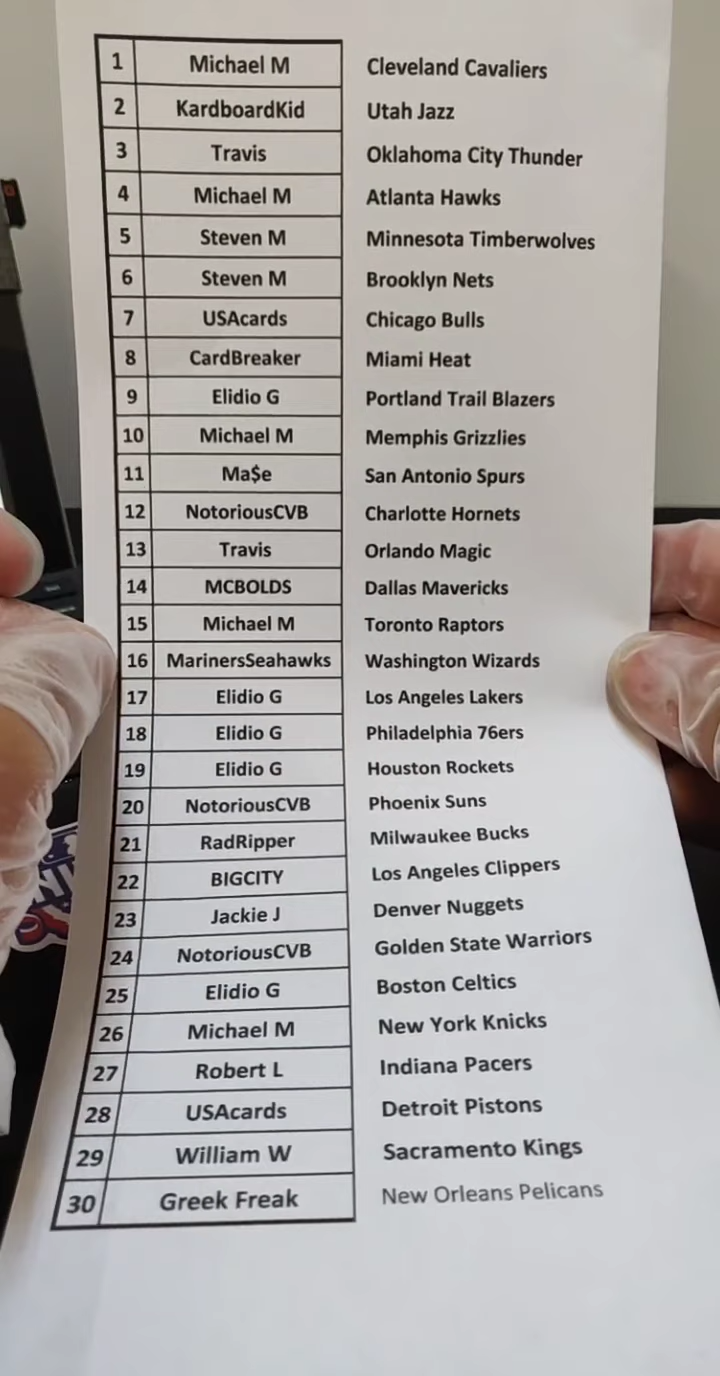 1 Michael M Cleveland Cavaliers
2 KardboardKid Utah Jazz
3 Travis Oklahoma City Thunder
4 Michael M Atlanta Hawks
5 Steven M Minnesota Timberwolves
6 Steven M Brooklyn Nets
7 USAcards Chicago Bulls
8 CardBreaker Miami Heat
9 Elidio G Portland Trail Blazers
10 Michael M Memphis Grizzlies
11 Ma$e San Antonio Spurs
12 NotoriousCVB Charlotte Hornets
13 Travis Orlando Magic
14 MCBOLDS Dallas Mavericks
15 Michael M Toronto Raptors
16 MarinersSeahawks Washington Wizards
17 Elidio G Los Angeles Lakers
18 Elidio G Philadelphia 76ers
19 Elidio G Houston Rockets
20 NotoriousCVB Phoenix Suns
21 RadRipper Milwaukee Bucks
22 BIGCITY Los Angeles Clippers
23 Jackie J Denver Nuggets
24 NotoriousCVB Golden State Warriors
25 Elidio G Boston Celtics
26 Michael M New York Knicks
27 Robert L Indiana Pacers
28 USAcards Detroit Pistons
29 William W Sacramento Kings
30 Greek Freak New Orleans Pelicans